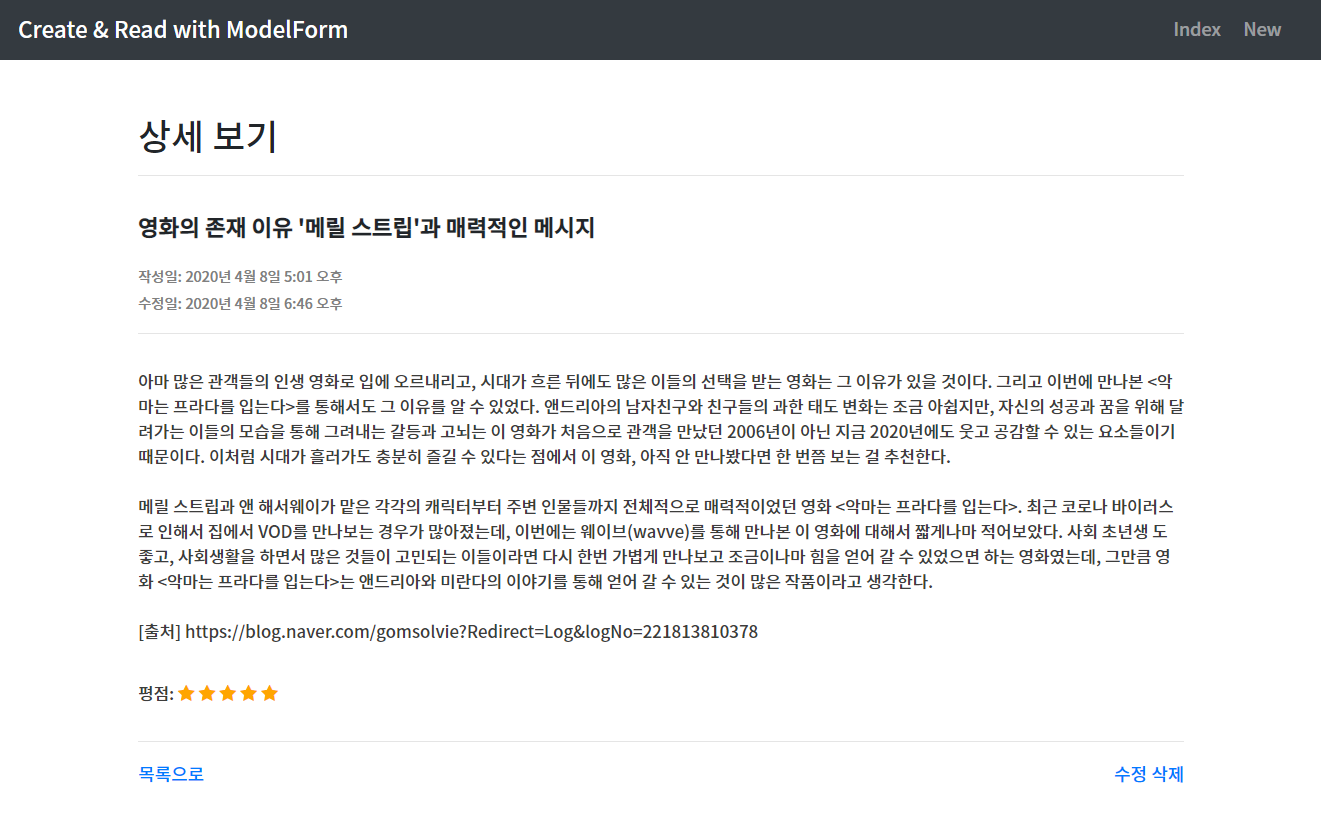 Create & Read with ModelForm
Index New
상세 보기
영화의 존재 이유 '메릴 스트립'과 매력적인 메시지
작성일: 2020년 4월 8일 5:01 오후
수정일: 2020년 4월 8일 6:46 오후
아마 많은 관객들의 인생 영화로 입에 오르내리고, 시대가 흐른 뒤에도 많은 이들의 선택을 받는 영화는 그 이유가 있을 것이다. 그리고 이번에 만나본 <악
마는 프라다를 입는다>를 통해서도 그 이유를 알 수 있었다. 앤드리아의 남자친구와 친구들의 과한 태도 변화는 조금 아쉽지만, 자신의 성공과 꿈을 위해 달
려가는 이들의 모습을 통해 그려내는 갈등과 고뇌는 이 영화가 처음으로 관객을 만났던 2006년이 아닌 지금 2020년에도 웃고 공감할 수 있는 요소들이기
때문이다. 이처럼 시대가 흘러가도 충분히 즐길 수 있다는 점에서 이 영화, 아직 안 만나봤다면 한 번쯤 보는 걸 추천한다.
메릴 스트립과 앤 해서웨이가 맡은 각각의 캐릭터부터 주변 인물들까지 전체적으로 매력적이었던 영화 <악마는 프라다를 입는다>. 최근 코로나 바이러스
로 인해서 집에서 VOD를 만나보는 경우가 많아졌는데, 이번에는 웨이브(wavve)를 통해 만나본 이 영화에 대해서 짧게나마 적어보았다. 사회 초년생 도
좋고, 사회생활을 하면서 많은 것들이 고민되는 이들이라면 다시 한번 가볍게 만나보고 조금이나마 힘을 얻어 갈 수 있었으면 하는 영화였는데, 그만큼 영
화 <악마는 프라다를 입는다>는 앤드리아와 미란다의 이야기를 통해 얻어 갈 수 있는 것이 많은 작품이라고 생각한다.
[출처] https://blog.naver.com/gomsolvie?Redirect=Log&logNo=221813810378
평점: ★★★★★
목록으로
수정 삭제